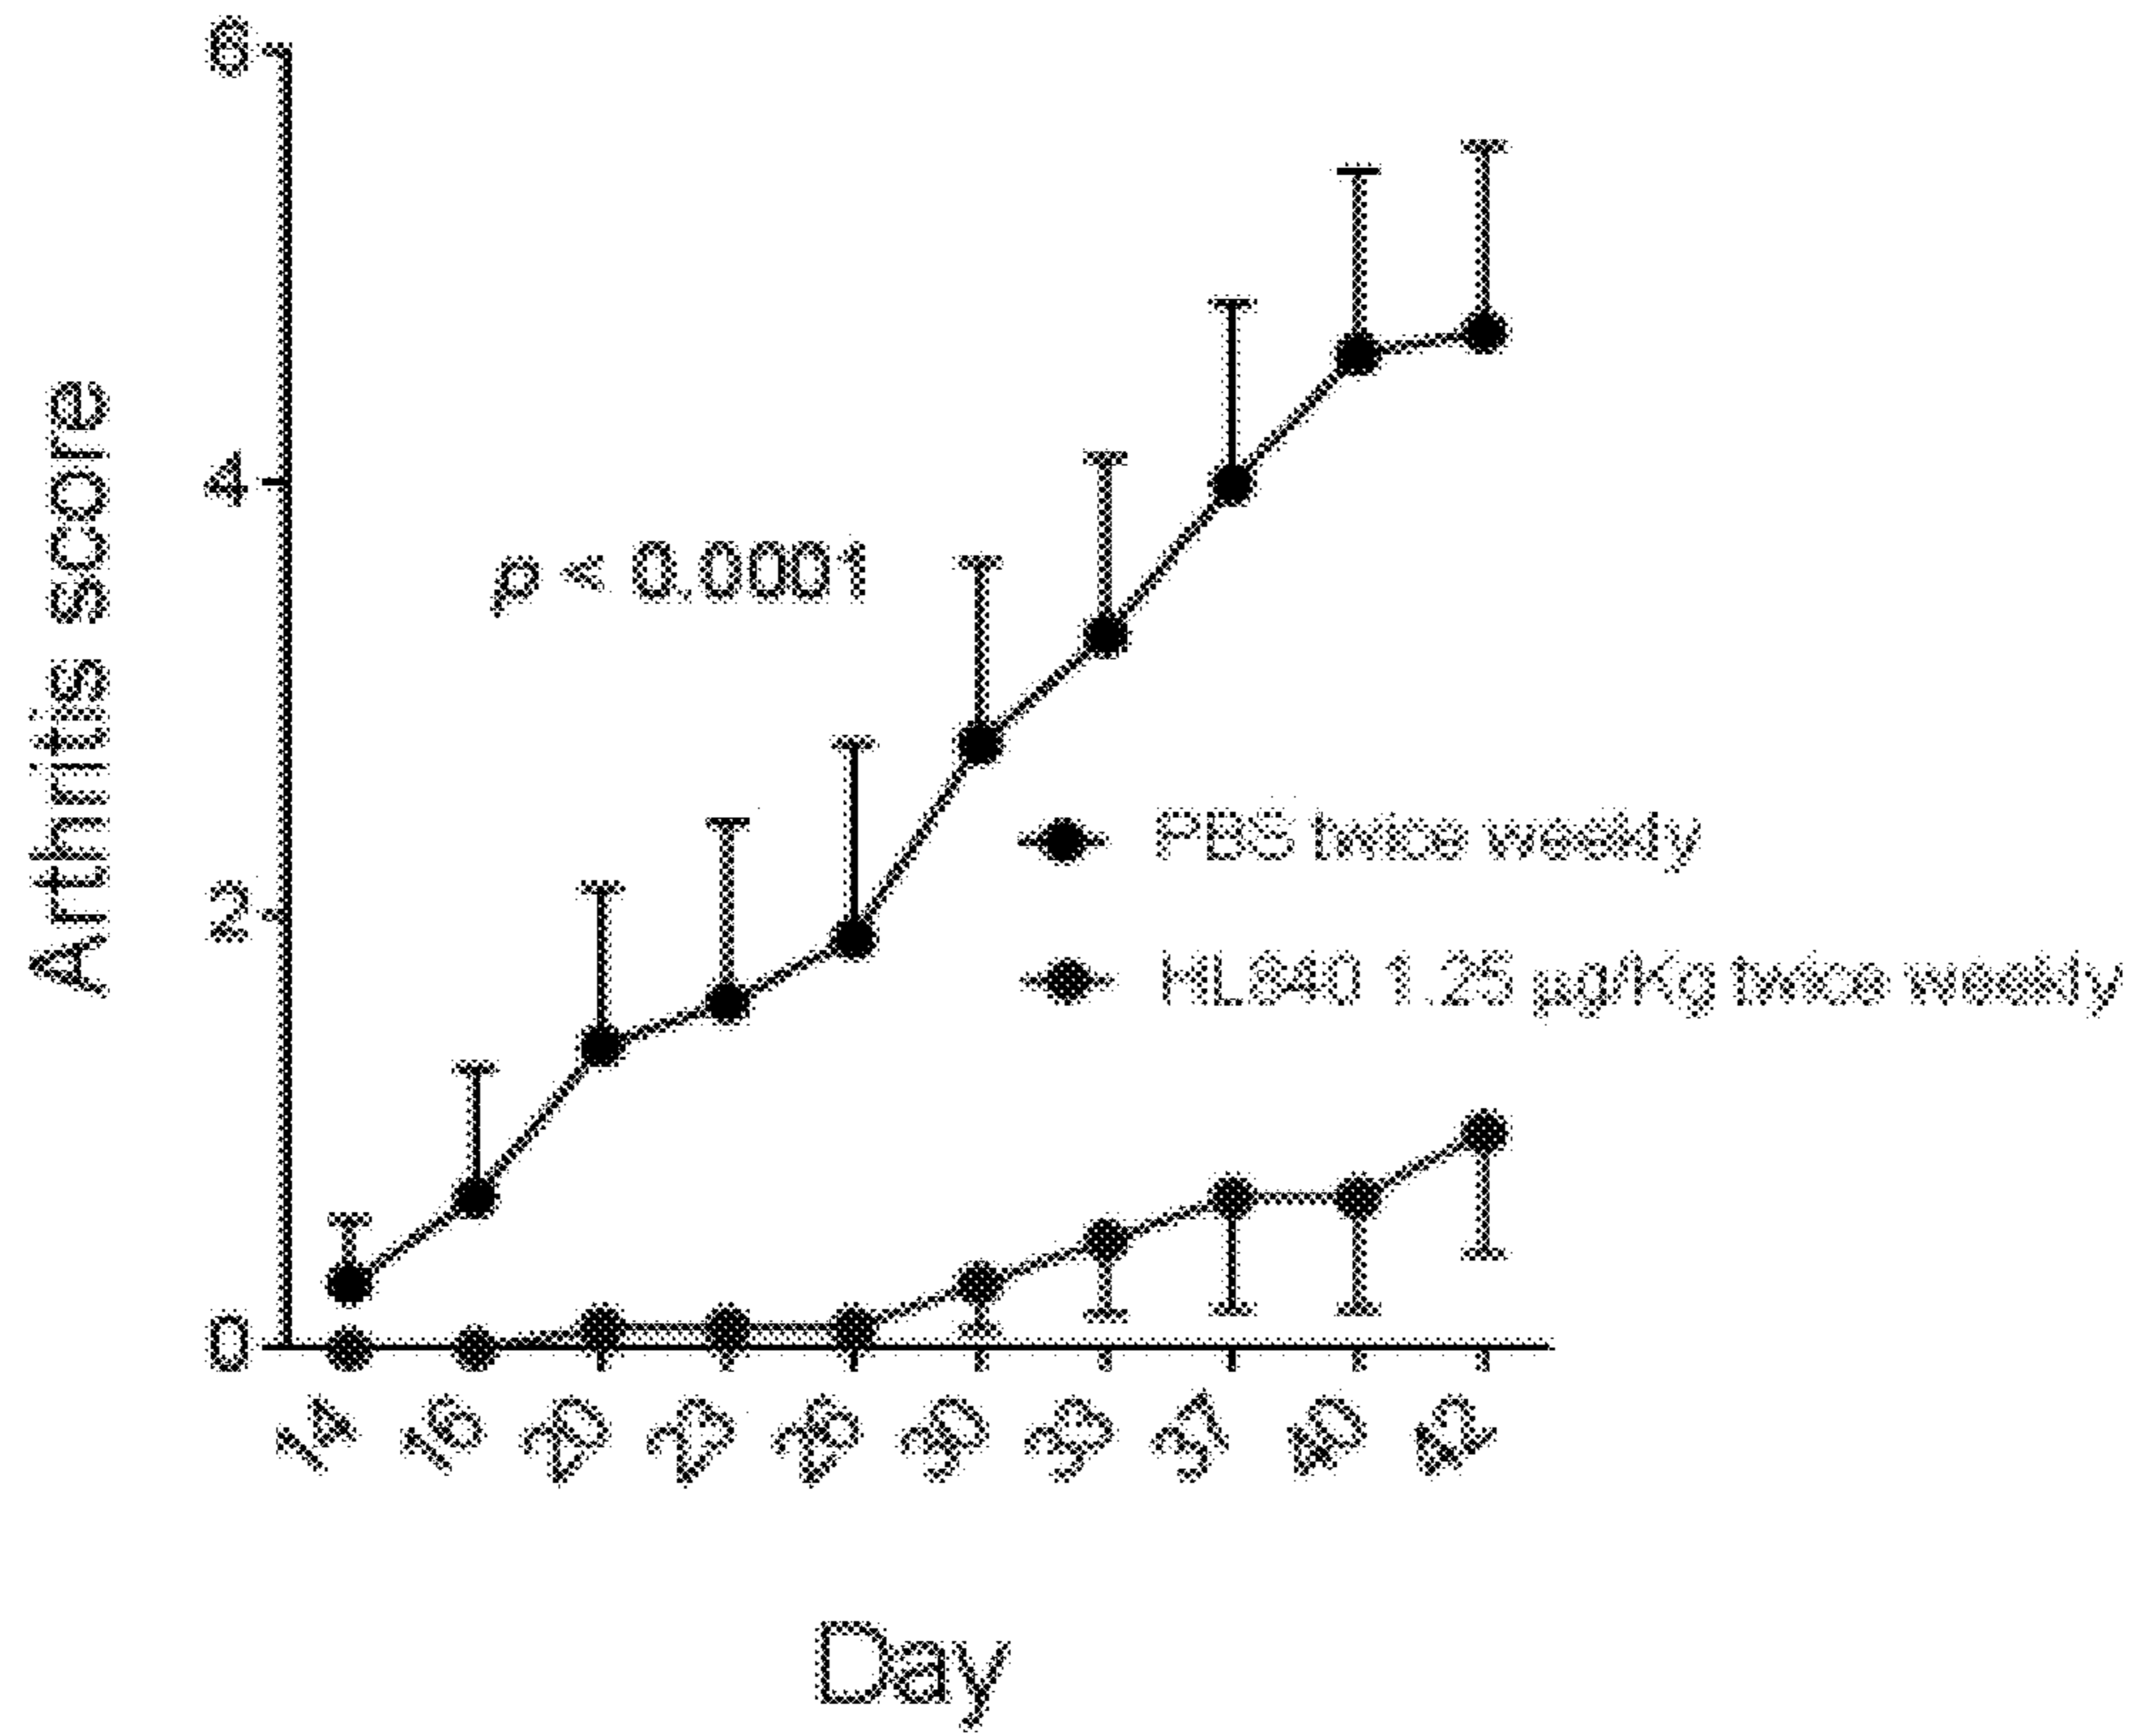 Arthritis score
6
4
2
0
p < 0.0001
PBS twice weekly
HL840 1.25 µg/Kg twice weekly
14 16 20 23 26 30 33 37 40 42
Day